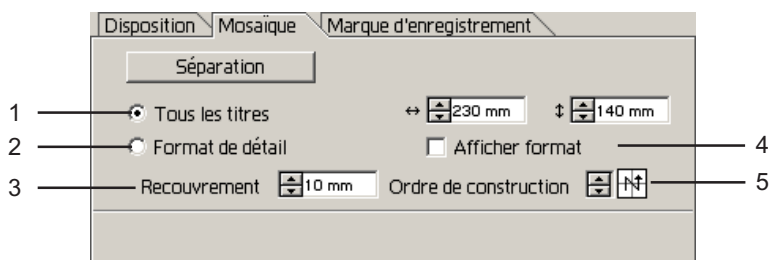 Disposition Mosaïque Marque d'enregistrement
Séparation
1 Tous les titres ↔ 230 mm ↕ 140 mm
2 Format de détail Afficher format 4
3 Recouvrement 10 mm Ordre de construction 5